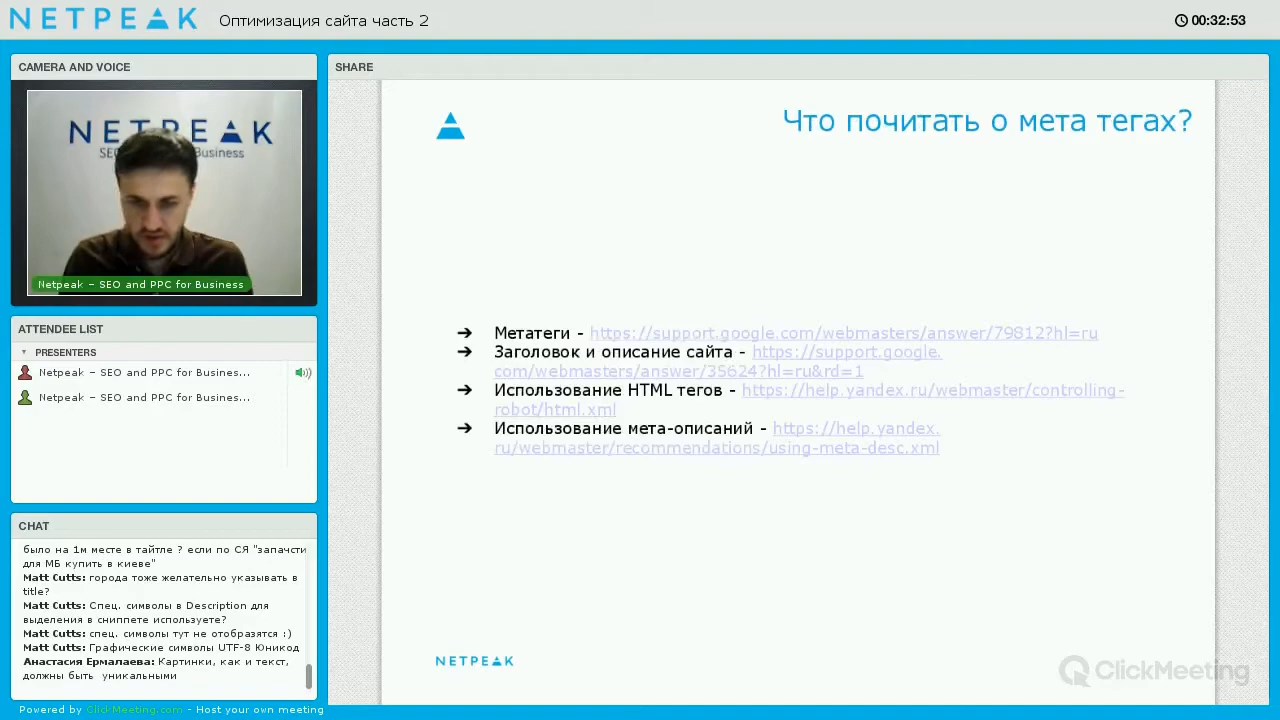 NETPEAK
Оптимизация сайта часть 2
00:32:53
CAMERA AND VOICE
NETPEAK
SEO
Business
Netpeak – SEO and PPC for Business
ATTENDEE LIST
PRESENTERS
Netpeak – SEO and PPC for Busines...
Netpeak – SEO and PPC for Busines...
CHAT
было на 1м месте в тайтле ? если по СЯ "запачсти
для МБ купить в киеве"
Matt Cutts: города тоже желательно указывать в
title?
Matt Cutts: Спец. символы в Description для
выделения в сниппете используете?
Matt Cutts: спец. символы тут не отобразятся :)
Matt Cutts: Графические символы UTF-8 Юникод
Анастасия Ермалаева: Картинки, как и текст,
должны быть уникальными
SHARE
Что почитать о мета тегах?
➔ Метатеги - https://support.google.com/webmasters/answer/79812?hl=ru
➔ Заголовок и описание сайта - https://support.google.
com/webmasters/answer/35624?hl=ru&rd=1
➔ Использование HTML тегов - https://help.yandex.ru/webmaster/controlling-
robot/html.xml
➔ Использование мета-описаний - https://help.yandex.
ru/webmaster/recommendations/using-meta-desc.xml
NETPEAK
ClickMeeting
Powered by ClickMeeting.com - Host your own meeting